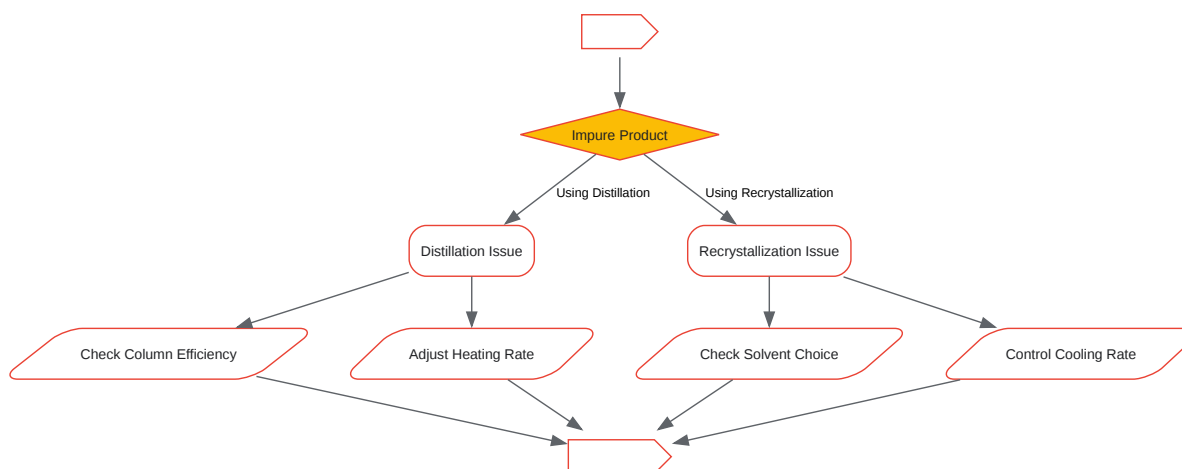 Impure Product
Using Distillation
Using Recrystallization
Distillation Issue
Recrystallization Issue
Check Column Efficiency
Adjust Heating Rate
Check Solvent Choice
Control Cooling Rate